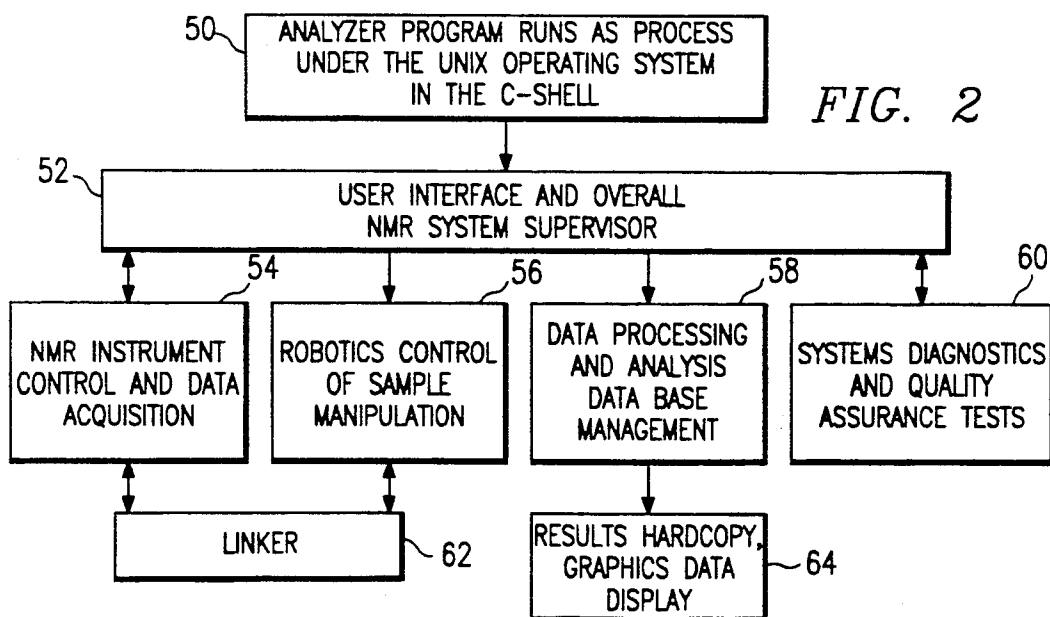 50
ANALYZER PROGRAM RUNS AS PROCESS
UNDER THE UNIX OPERATING SYSTEM
IN THE C-SHELL
FIG. 2
52
USER INTERFACE AND OVERALL
NMR SYSTEM SUPERVISOR
54
NMR INSTRUMENT
CONTROL AND DATA
ACQUISITION
56
ROBOTICS CONTROL
OF SAMPLE
MANIPULATION
58
DATA PROCESSING
AND ANALYSIS
DATA BASE
MANAGEMENT
60
SYSTEMS DIAGNOSTICS
AND QUALITY
ASSURANCE TESTS
LINKER
62
RESULTS HARDCOPY,
GRAPHICS DATA
DISPLAY
64